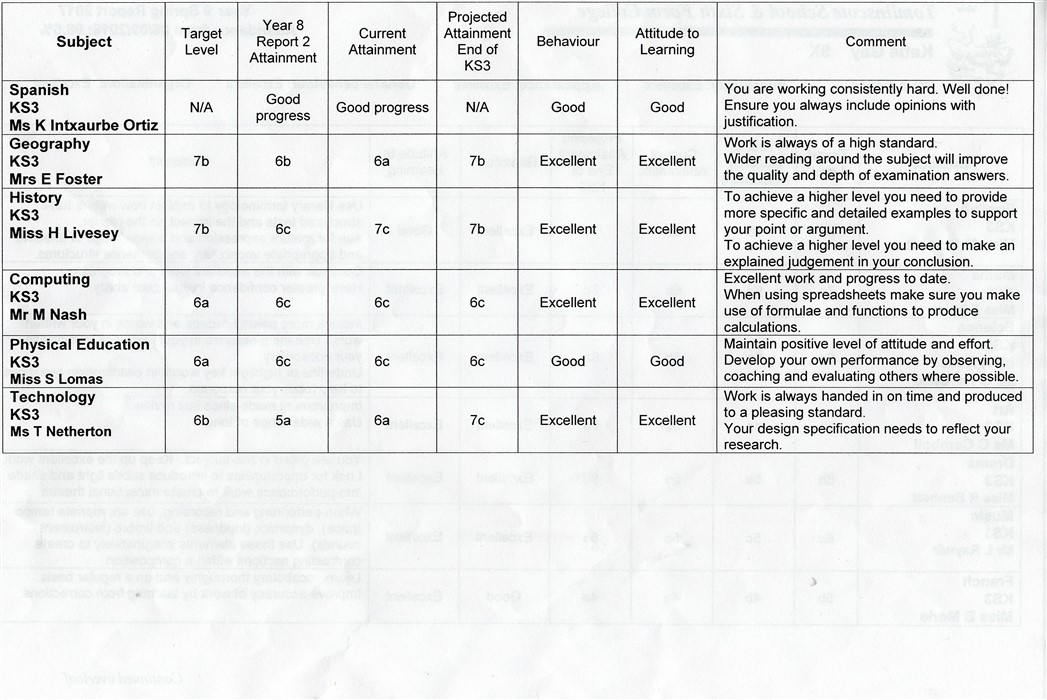 Subject Target Level Year 8 Report 2 Attainment Current Attainment Projected Attainment End of KS3 Behaviour Attitude to Learning Comment
Spanish
KS3
Ms K Intxaurbe Ortiz
N/A Good progress Good progress N/A Good Good
You are working consistently hard. Well done!
Ensure you always include opinions with
justification.
Geography
KS3
Mrs E Foster
7b 6b 6a 7b Excellent Excellent
Work is always of a high standard.
Wider reading around the subject will improve
the quality and depth of examination answers.
History
KS3
Miss H Livesey
7b 6c 7c 7b Excellent Excellent
To achieve a higher level you need to provide
more specific and detailed examples to support
your point or argument.
To achieve a higher level you need to make an
explained judgement in your conclusion.
Computing
KS3
Mr M Nash
6a 6c 6c 6c Excellent Excellent
Excellent work and progress to date.
When using spreadsheets make sure you make
use of formulae and functions to produce
calculations.
Physical Education
KS3
Miss S Lomas
6a 5a 6c 6c Good Good
Maintain positive level of attitude and effort.
Develop your own performance by observing,
coaching and evaluating others where possible.
Technology
KS3
Ms T Netherton
6b 5a 6a 7c Excellent Excellent
Work is always handed in on time and produced
to a pleasing standard.
Your design specification needs to reflect your
research.